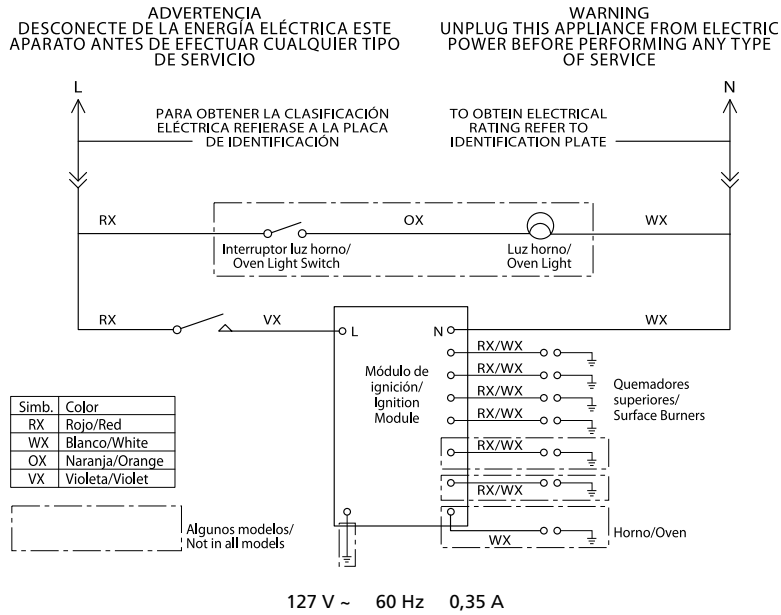 ADVERTENCIA
DESCONECTE DE LA ENERGÍA ELÉCTRICA ESTE
APARATO ANTES DE EFECTUAR CUALQUIER TIPO
DE SERVICIO
WARNING
UNPLUG THIS APPLIANCE FROM ELECTRIC
POWER BEFORE PERFORMING ANY TYPE
OF SERVICE
L
N
PARA OBTENER LA CLASIFICACIÓN
ELÉCTRICA REFIERASE A LA PLACA
DE IDENTIFICACIÓN
TO OBTEIN ELECTRICAL
RATING REFER TO
IDENTIFICATION PLATE
RX
OX
WX
Interruptor luz horno/
Oven Light Switch
Luz horno/
Oven Light
RX
VX
L
N
WX
Módulo de
ignición/
Ignition
Module
RX/WX
RX/WX
RX/WX
RX/WX
RX/WX
RX/WX
WX
Quemadores
superiores/
Surface Burners
Horno/Oven
Simb. Color
RX Rojo/Red
WX Blanco/White
OX Naranja/Orange
VX Violeta/Violet
Algunos modelos/
Not in all models
127 V ~ 60 Hz 0,35 A